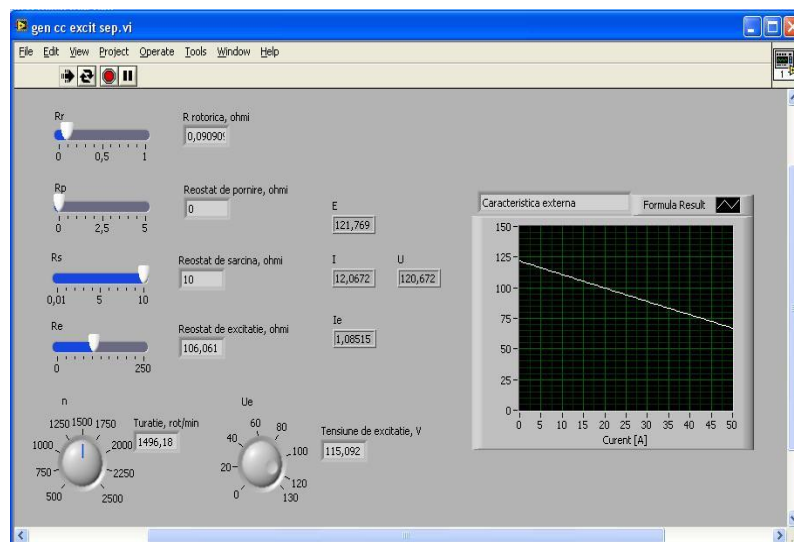 gen cc excit sep.vi
File Edit View Project Operate Tools Window Help
1
Rr
0 0,5 1
R rotorica, ohmi
0,090909
Rp
0 2,5 5
Reostat de pornire, ohmi
0
Rs
0,01 5 10
Reostat de sarcina, ohmi
10
Re
0 250
Reostat de excitatie, ohmi
106,061
E
121,769
I
12,0672
U
120,672
Ie
1,08515
n
500 750 1000 1250 1500 1750 2000 2250 2500
Turatie, rot/min
1496,18
Ue
0 20 40 60 80 100 120 130
Tensiune de excitatie, V
115,092
Caracteristica externa
Formula Result
150
125
100
75
50
25
0
0 5 10 15 20 25 30 35 40 45 50
Curent [A]